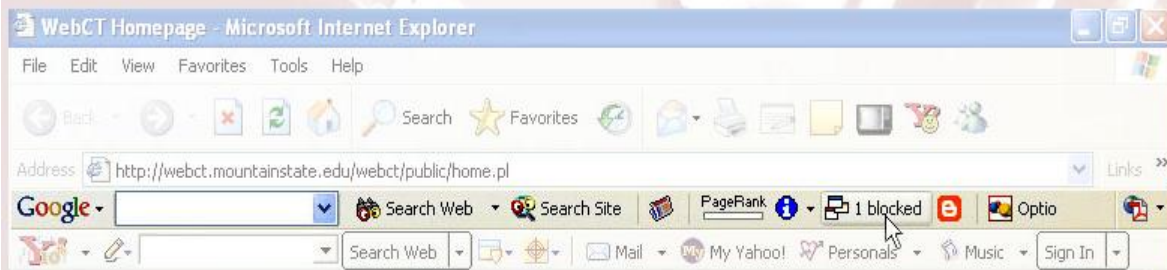 WebCT Homepage - Microsoft Internet Explorer
File Edit View Favorites Tools Help
Back Search Favorites
Address http://webct.mountainstate.edu/webct/public/home.pl Links »
Google Search Web Search Site PageRank 1 blocked Optio
Y! Search Web Mail My Yahoo! Personals Music Sign In